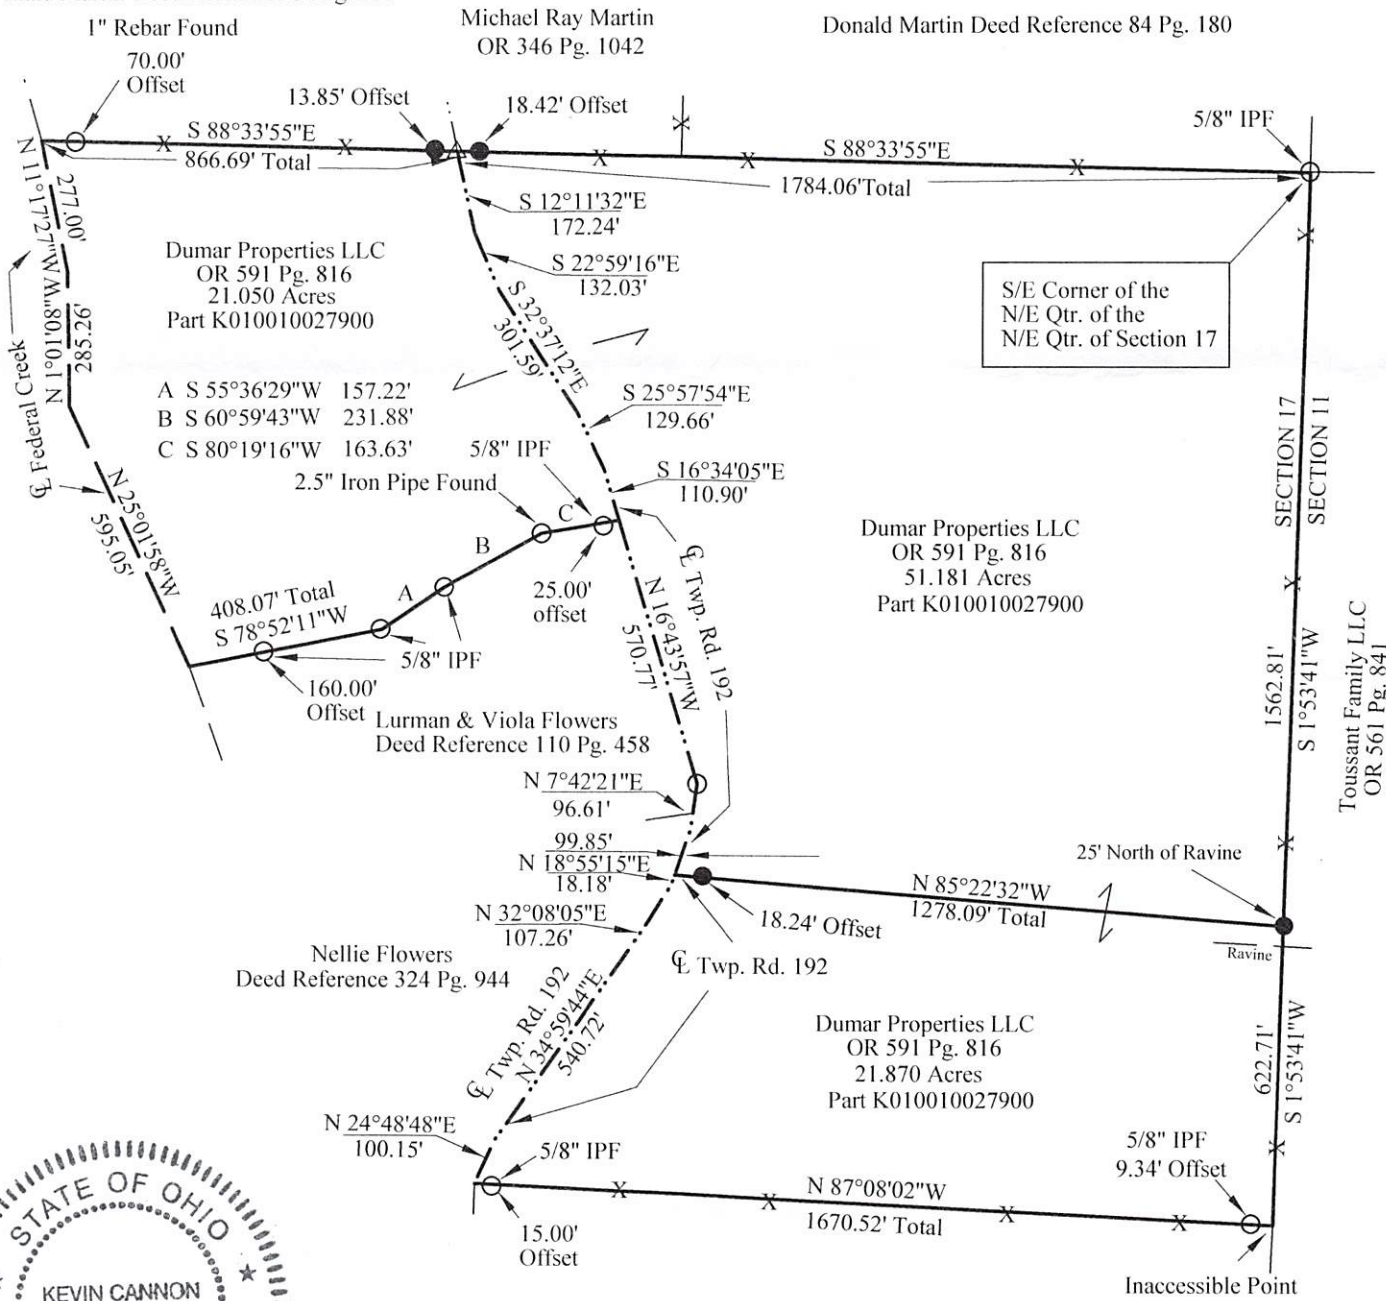 1" Rebar Found
70.00'
Offset
Michael Ray Martin
OR 346 Pg. 1042
Donald Martin Deed Reference 84 Pg. 180
13.85' Offset
18.42' Offset
5/8" IPF
S 88°33'55"E
866.69' Total
S 88°33'55"E
1784.06'Total
N 11°17'27"W
277.00'
S 12°11'32"E
172.24'
Dumar Properties LLC
OR 591 Pg. 816
21.050 Acres
Part K010010027900
S 22°59'16"E
132.03'
S/E Corner of the
N/E Qtr. of the
N/E Qtr. of Section 17
N 1°01'08"W
285.26'
℄ Federal Creek
S 32°37'12"E
301.59'
A S 55°36'29"W 157.22'
B S 60°59'43"W 231.88'
C S 80°19'16"W 163.63'
S 25°57'54"E
129.66'
5/8" IPF
2.5" Iron Pipe Found
S 16°34'05"E
110.90'
SECTION 17
SECTION 11
N 25°01'58"W
595.05'
C
B
A
25.00'
offset
Dumar Properties LLC
OR 591 Pg. 816
51.181 Acres
Part K010010027900
℄ Twp. Rd. 192
N 16°43'57"W
570.77'
408.07' Total
S 78°52'11"W
5/8" IPF
160.00'
Offset
Lurman & Viola Flowers
Deed Reference 110 Pg. 458
1562.81'
S 1°53'41"W
Toussant Family LLC
OR 561 Pg. 841
N 7°42'21"E
96.61'
99.85'
N 18°55'15"E
18.18'
25' North of Ravine
N 85°22'32"W
1278.09' Total
18.24' Offset
N 32°08'05"E
107.26'
Ravine
Nellie Flowers
Deed Reference 324 Pg. 944
℄ Twp. Rd. 192
℄ Twp. Rd. 192
N 34°59'44"E
540.72'
Dumar Properties LLC
OR 591 Pg. 816
21.870 Acres
Part K010010027900
622.71'
S 1°53'41"W
N 24°48'48"E
100.15'
5/8" IPF
5/8" IPF
9.34' Offset
N 87°08'02"W
1670.52' Total
15.00'
Offset
Inaccessible Point
STATE OF OHIO
KEVIN CANNON